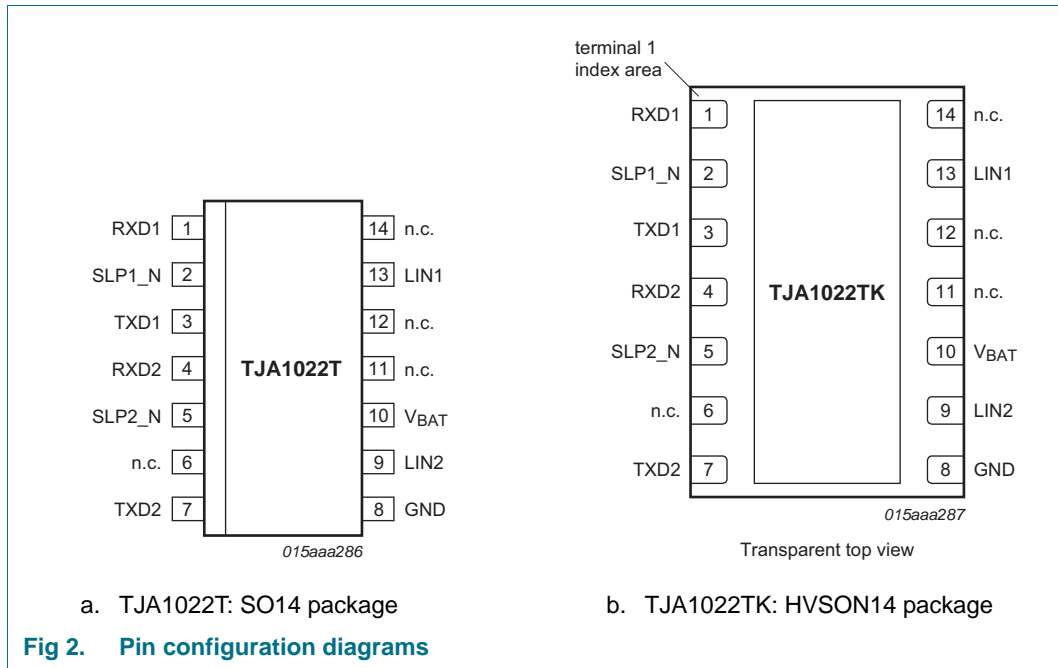 RXD1 1
SLP1_N 2
TXD1 3
RXD2 4
SLP2_N 5
n.c. 6
TXD2 7
TJA1022T
14 n.c.
13 LIN1
12 n.c.
11 n.c.
10 VBAT
9 LIN2
8 GND
015aaa286
a. TJA1022T: SO14 package
terminal 1
index area
RXD1 1
SLP1_N 2
TXD1 3
RXD2 4
SLP2_N 5
n.c. 6
TXD2 7
TJA1022TK
14 n.c.
13 LIN1
12 n.c.
11 n.c.
10 VBAT
9 LIN2
8 GND
015aaa287
Transparent top view
b. TJA1022TK: HVSON14 package
Fig 2. Pin configuration diagrams